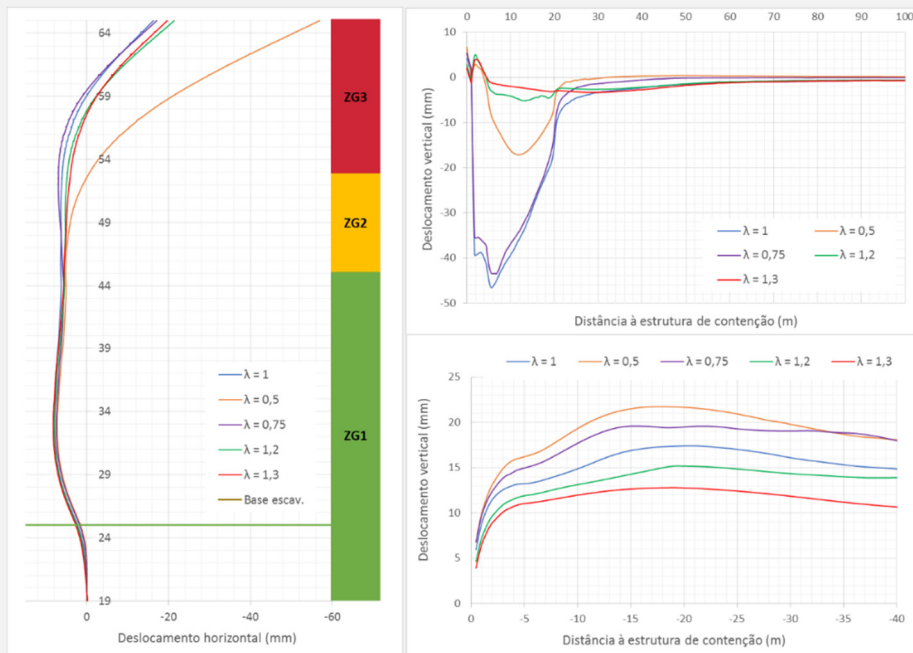 64
59
54
49
44
39
34
29
24
19
0
-20
-40
-60
Deslocamento horizontal (mm)
λ = 1
λ = 0,5
λ = 0,75
λ = 1,2
λ = 1,3
Base escav.
ZG3
ZG2
ZG1
0
10
20
30
40
50
60
70
80
90
100
10
0
-10
-20
-30
-40
-50
Deslocamento vertical (mm)
λ = 1
λ = 0,5
λ = 0,75
λ = 1,2
λ = 1,3
Distância à estrutura de contenção (m)
λ = 1
λ = 0,5
λ = 0,75
λ = 1,2
λ = 1,3
25
20
15
10
5
0
Deslocamento vertical (mm)
0
-5
-10
-15
-20
-25
-30
-35
-40
Distância à estrutura de contenção (m)